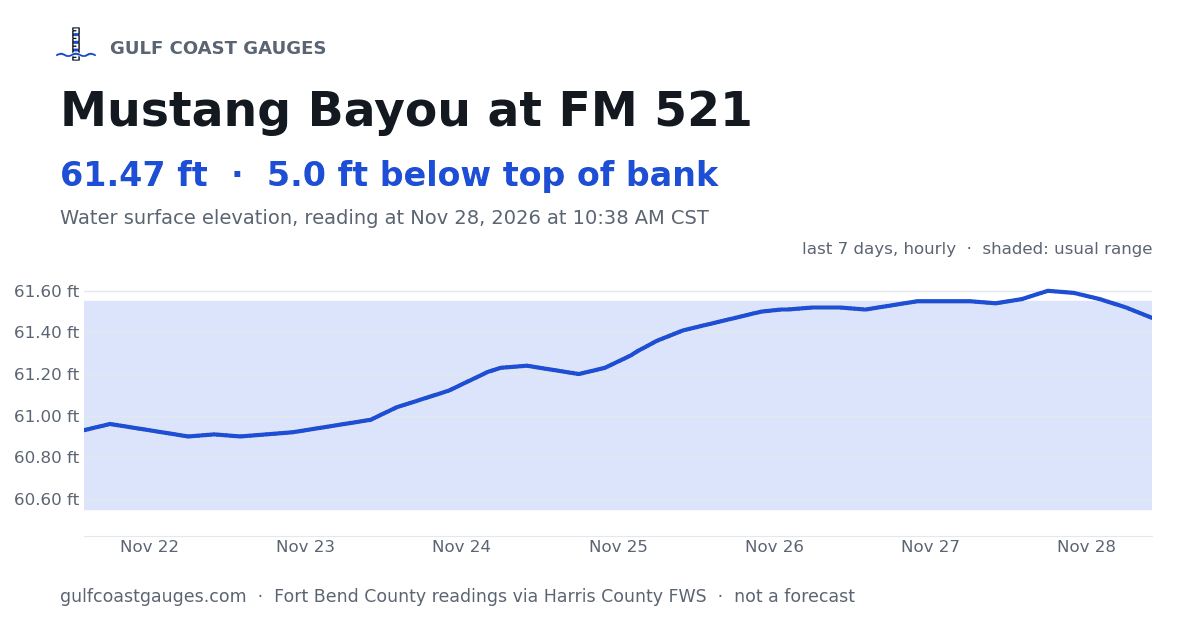 GULF COAST GAUGES
Mustang Bayou at FM 521
61.47 ft · 5.0 ft below top of bank
Water surface elevation, reading at Nov 28, 2026 at 10:38 AM CST
last 7 days, hourly · shaded: usual range
61.60 ft
61.40 ft
61.20 ft
61.00 ft
60.80 ft
60.60 ft
Nov 22 Nov 23 Nov 24 Nov 25 Nov 26 Nov 27 Nov 28
gulfcoastgauges.com · Fort Bend County readings via Harris County FWS · not a forecast